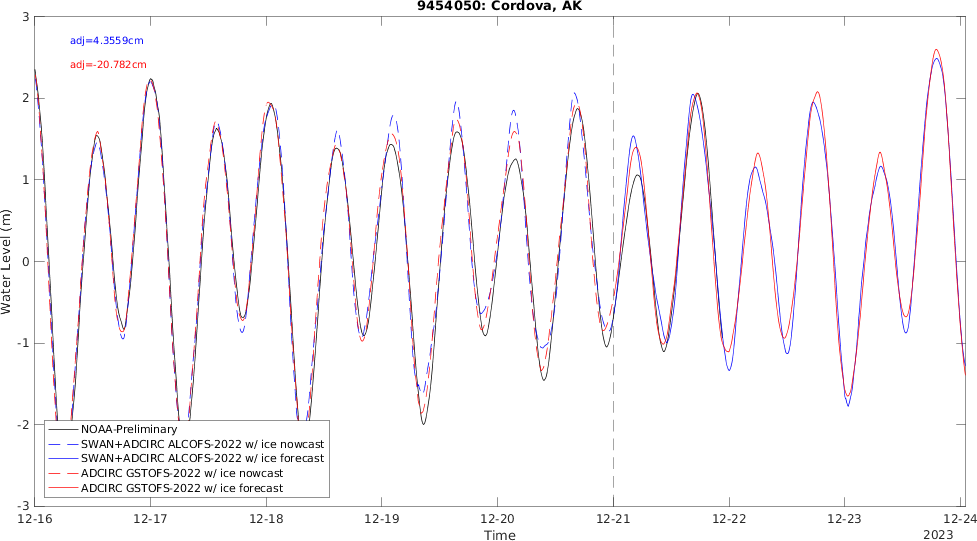 9454050: Cordova, AK
adj=4.3559cm
adj=-20.782cm
3
2
1
0
-1
-2
-3
Water Level (m)
NOAA-Preliminary
SWAN+ADCIRC ALCOFS-2022 w/ ice nowcast
SWAN+ADCIRC ALCOFS-2022 w/ ice forecast
ADCIRC GSTOFS-2022 w/ ice nowcast
ADCIRC GSTOFS-2022 w/ ice forecast
12-16 12-17 12-18 12-19 12-20 12-21 12-22 12-23 12-24
Time
2023